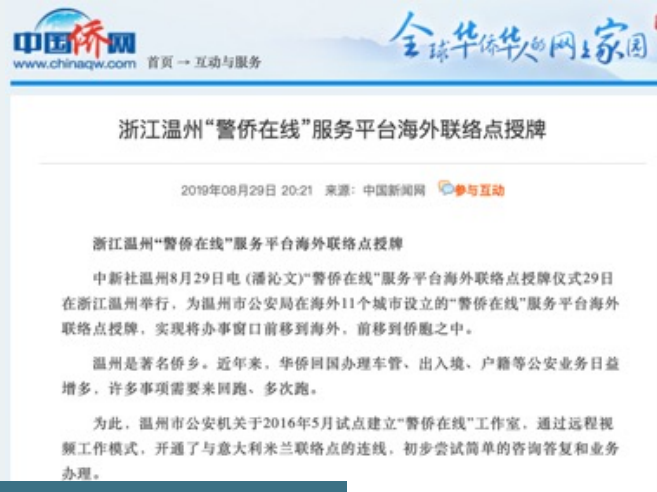 中国侨网
www.chinaqw.com
首页 → 互动与服务
全球华侨华人的网上家园
浙江温州“警侨在线”服务平台海外联络点授牌
2019年08月29日 20:21 来源：中国新闻网 参与互动
浙江温州“警侨在线”服务平台海外联络点授牌
中新社温州8月29日电 (潘沁文)“警侨在线”服务平台海外联络点授牌仪式29日
在浙江温州举行，为温州市公安局在海外11个城市设立的“警侨在线”服务平台海外
联络点授牌，实现将办事窗口前移到海外，前移到侨胞之中。
温州是著名侨乡。近年来，华侨回国办理车管、出入境、户籍等公安业务日益
增多，许多事项需要来回跑、多次跑。
为此，温州市公安机关于2016年5月试点建立“警侨在线”工作室，通过远程视
频工作模式，开通了与意大利米兰联络点的连线，初步尝试简单的咨询答复和业务
办理。